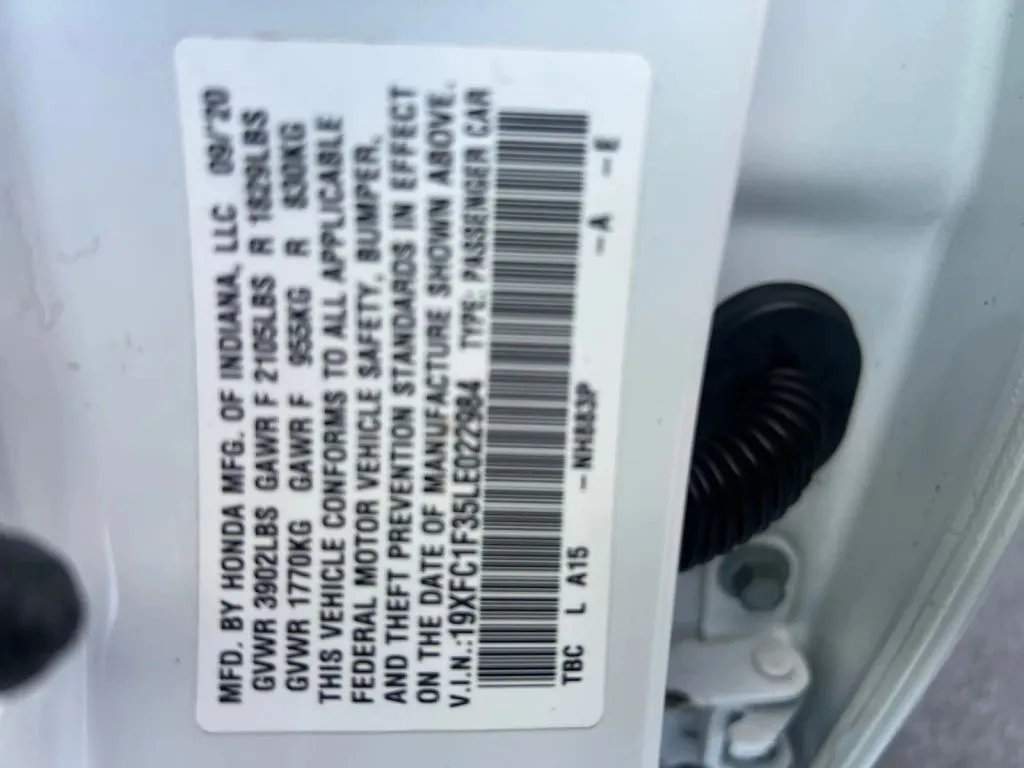 MFD. BY HONDA MFG. OF INDIANA, LLC 09/20
GVWR 3902LBS GAWR F 2105LBS R 1829LBS
GVWR 1770KG GAWR F 955KG R 830KG
THIS VEHICLE CONFORMS TO ALL APPLICABLE
FEDERAL MOTOR VEHICLE SAFETY, BUMPER,
AND THEFT PREVENTION STANDARDS IN EFFECT
ON THE DATE OF MANUFACTURE SHOWN ABOVE.
V.I.N.:19XFC1F35LE022984 TYPE: PASSENGER CAR
TBC L A15 -NH883P -A -E